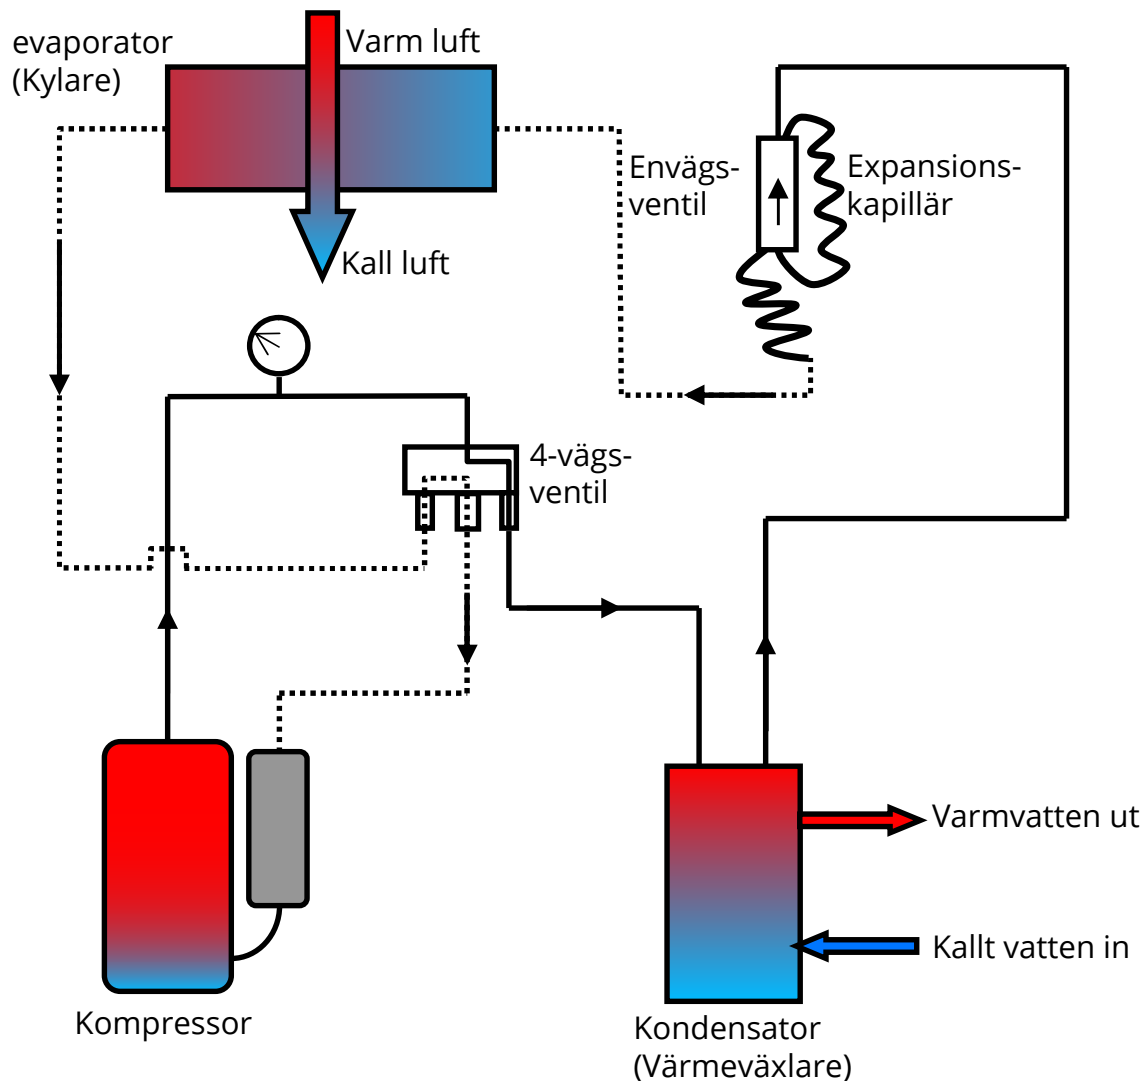 evaporator
(Kylare)
Varm luft
Kall luft
Envägs-
ventil
Expansions-
kapillär
4-vägs-
ventil
Varmvatten ut
Kallt vatten in
Kompressor
Kondensator
(Värmeväxlare)